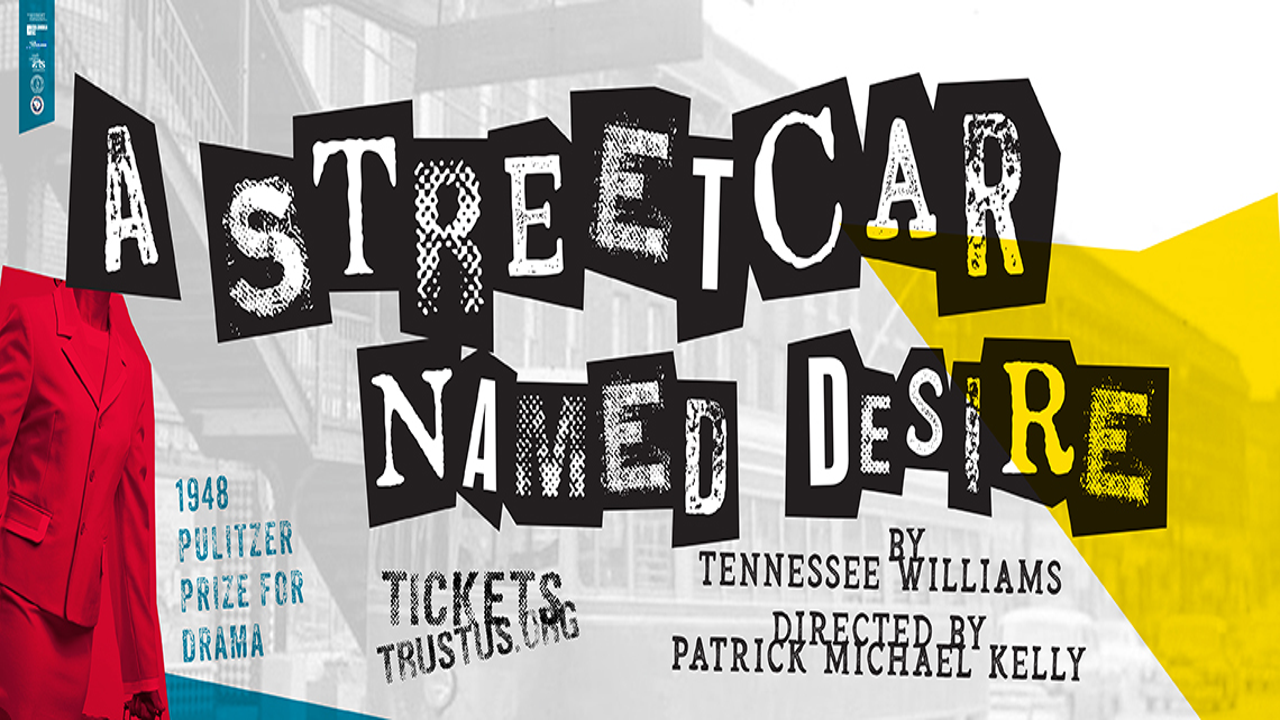 A STREETCAR
NAMED DESIRE
BY
TENNESSEE WILLIAMS
DIRECTED BY
PATRICK MICHAEL KELLY
1948
PULITZER
PRIZE FOR
DRAMA
TICKETS
TRUSTUS.ORG